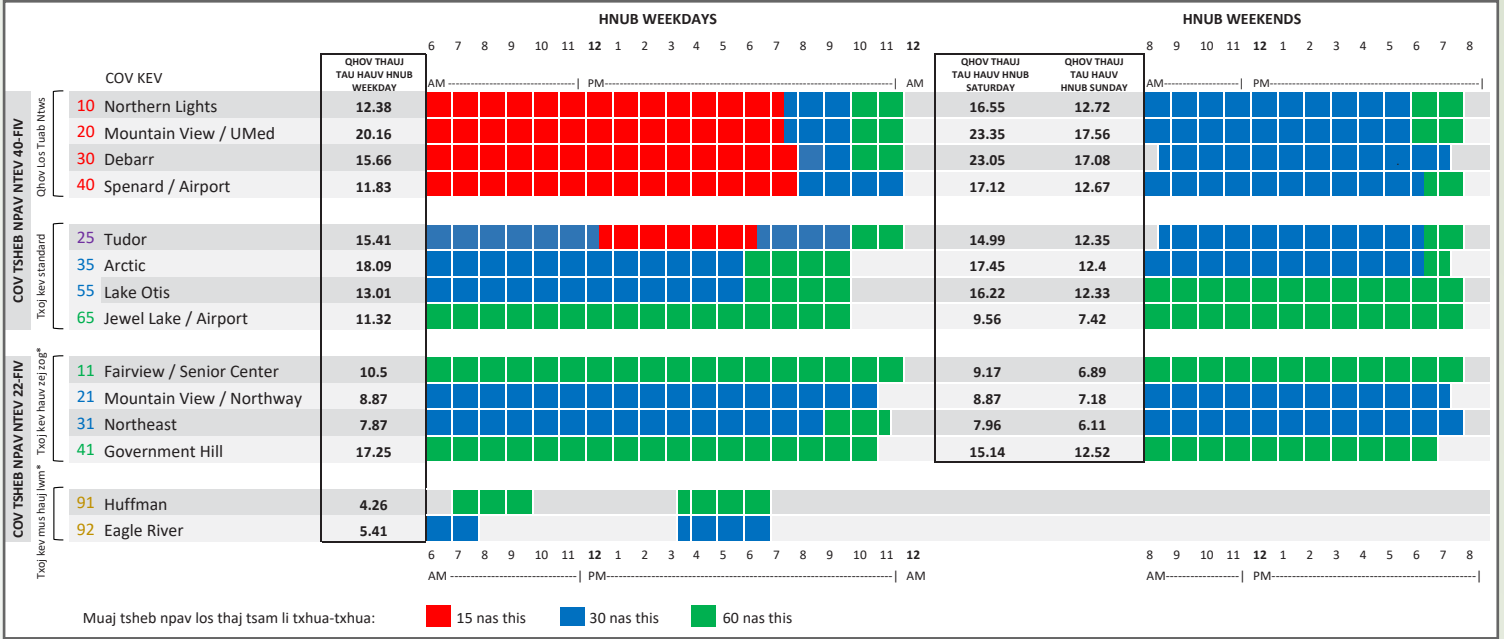 HNUB WEEKDAYS HNUB WEEKENDS
6 7 8 9 10 11 12 1 2 3 4 5 6 7 8 9 10 11 12 8 9 10 11 12 1 2 3 4 5 6 7 8
COV KEV
QHOV THAUJ
TAU HAUV HNUB
WEEKDAY
AM ------------------------| PM------------------------------------------------| AM
QHOV THAUJ
TAU HAUV HNUB
SATURDAY
QHOV THAUJ
TAU HAUV
HNUB SUNDAY
AM--------------| PM-------------------------------------|
COV TSHEB NPAV NTEV 40-FIV
Qhov Los Tuab Ntws
10 Northern Lights 12.38 16.55 12.72
20 Mountain View / UMed 20.16 23.35 17.56
30 Debarr 15.66 23.05 17.08
40 Spenard / Airport 11.83 17.12 12.67
Txoj kev standard
25 Tudor 15.41 14.99 12.35
35 Arctic 18.09 17.45 12.4
55 Lake Otis 13.01 16.22 12.33
65 Jewel Lake / Airport 11.32 9.56 7.42
COV TSHEB NPAV NTEV 22-FIV
Txoj kev hauv zej zog*
11 Fairview / Senior Center 10.5 9.17 6.89
21 Mountain View / Northway 8.87 8.87 7.18
31 Northeast 7.87 7.96 6.11
41 Government Hill 17.25 15.14 12.52
Txoj kev mus hauj lwm*
91 Huffman 4.26
92 Eagle River 5.41
6 7 8 9 10 11 12 1 2 3 4 5 6 7 8 9 10 11 12 8 9 10 11 12 1 2 3 4 5 6 7 8
AM ------------------------| PM------------------------------------------------| AM AM--------------| PM-------------------------------------|
Muaj tsheb npav los thaj tsam li txhua-txhua: 15 nas this 30 nas this 60 nas this